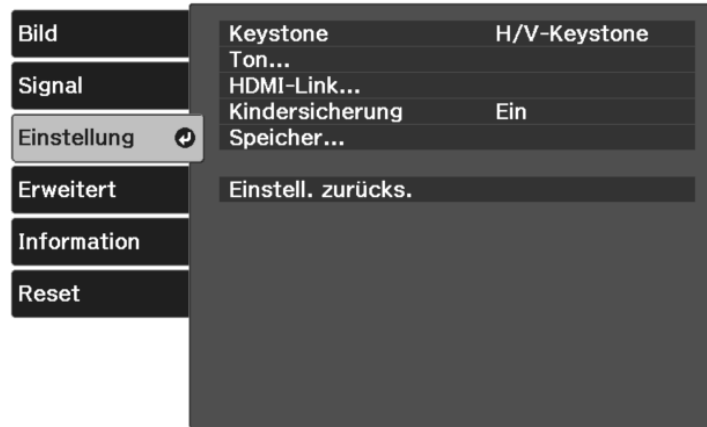 Bild
Signal
Einstellung
Erweitert
Information
Reset
Keystone H/V-Keystone
Ton...
HDMI-Link...
Kindersicherung Ein
Speicher...
Einstell. zurücks.